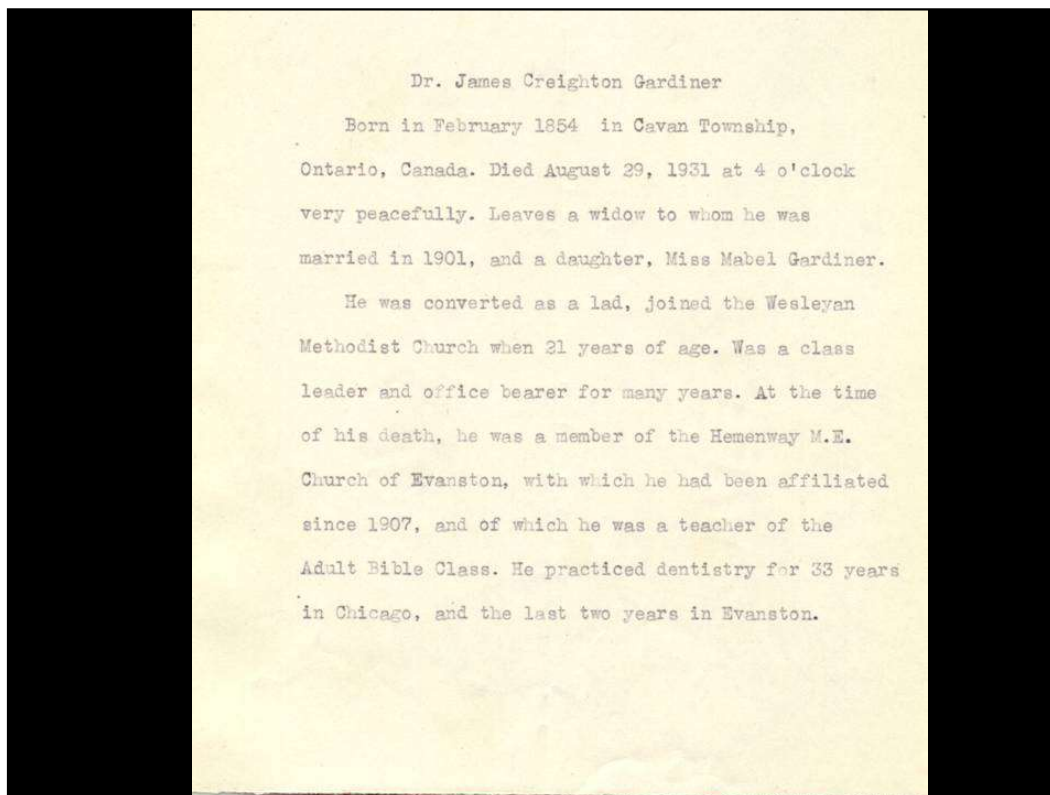 Dr. James Creighton Gardiner
Born in February 1854 in Cavan Township,
Ontario, Canada. Died August 29, 1931 at 4 o'clock
very peacefully. Leaves a widow to whom he was
married in 1901, and a daughter, Miss Mabel Gardiner.
He was converted as a lad, joined the Wesleyan
Methodist Church when 21 years of age. Was a class
leader and office bearer for many years. At the time
of his death, he was a member of the Hemenway M.E.
Church of Evanston, with which he had been affiliated
since 1907, and of which he was a teacher of the
Adult Bible Class. He practiced dentistry for 33 years
in Chicago, and the last two years in Evanston.